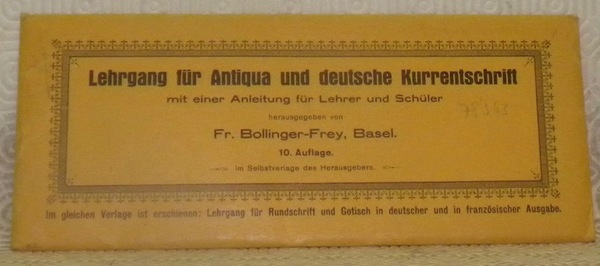 Lehrgang für Antiqua und deutsche Kurrentschrift
mit einer Anleitung für Lehrer und Schüler
herausgegeben von
Fr. Bollinger-Frey, Basel.
10. Auflage.
Im Selbstverlage des Herausgebers.
Im gleichen Verlage ist erschienen: Lehrgang für Rundschrift und Gotisch in deutscher und in französischer Ausgabe.